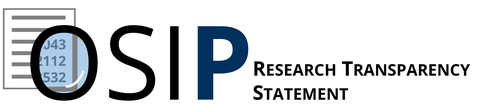 OSIP
043
2112
532
RESEARCH TRANSPARENCY
STATEMENT